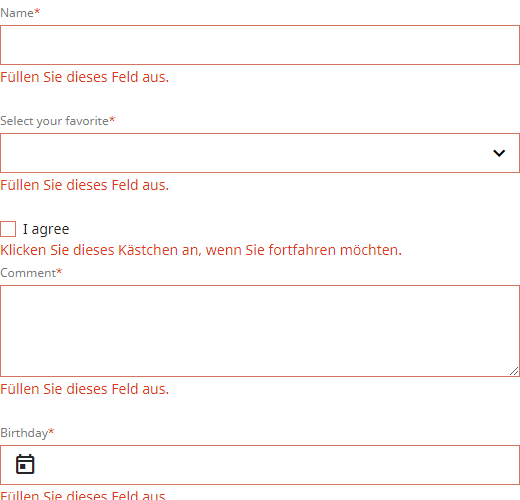 Name*
Füllen Sie dieses Feld aus.
Select your favorite*
Füllen Sie dieses Feld aus.
I agree
Klicken Sie dieses Kästchen an, wenn Sie fortfahren möchten.
Comment*
Füllen Sie dieses Feld aus.
Birthday*
Füllen Sie dieses Feld aus.